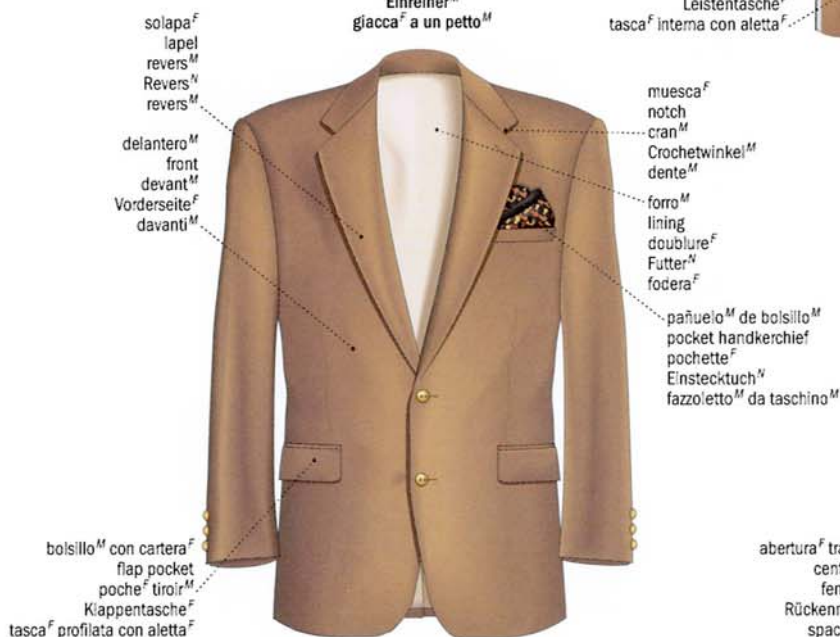 Einreiher^M
giacca^F a un petto^M
Leistentasche^F
tasca^F interna con aletta^F
solapa^F
lapel
revers^M
Revers^N
revers^M
delantero^M
front
devant^M
Vorderseite^F
davanti^M
muesca^F
notch
cran^M
Crochetwinkel^M
dente^M
forro^M
lining
doublure^F
Futter^N
fodera^F
pañuelo^M de bolsillo^M
pocket handkerchief
pochette^F
Einstecktuch^N
fazzoletto^M da taschino^M
bolsillo^M con cartera^F
flap pocket
poche^F tiroir^M
Klappentasche^F
tasca^F profilata con aletta^F
abertura^F